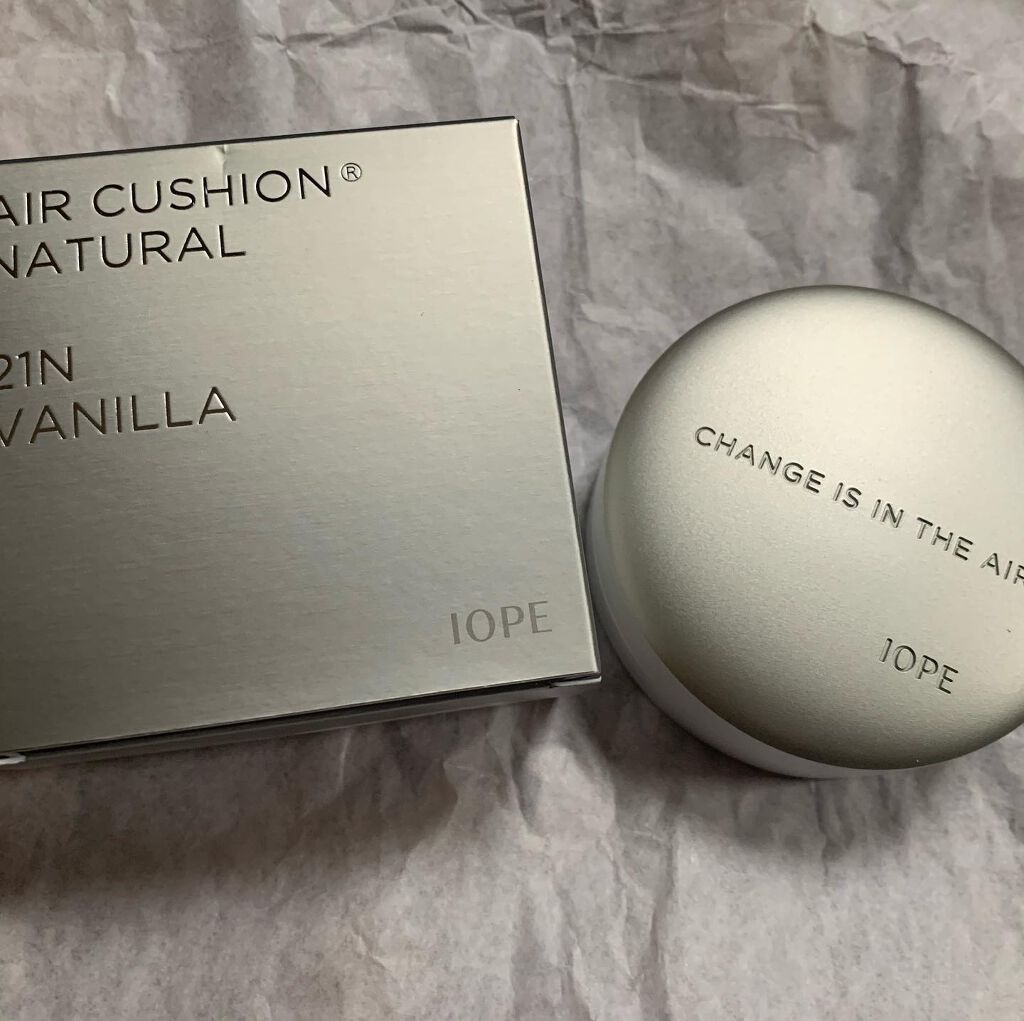 AIR CUSHION®
NATURAL
21N
VANILLA
IOPE
CHANGE IS IN THE AIR
IOPE